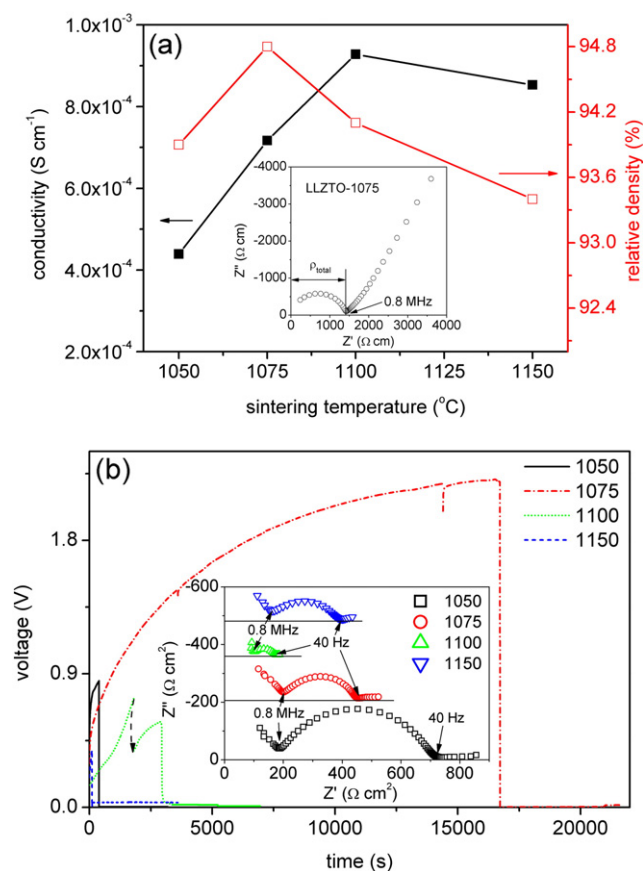 (a)
1.0x10⁻³
8.0x10⁻⁴
6.0x10⁻⁴
4.0x10⁻⁴
2.0x10⁻⁴
conductivity (S cm⁻¹)
94.8
94.2
93.6
93.0
92.4
relative density (%)
1050 1075 1100 1125 1150
sintering temperature (°C)
LLZTO-1075
-4000
-3000
-2000
-1000
0
Z'' (Ω cm)
ρtotal
0.8 MHz
0 1000 2000 3000 4000
Z' (Ω cm)
(b)
1.8
0.9
0.0
voltage (V)
1050
1075
1100
1150
0 5000 10000 15000 20000
time (s)
-600
-400
-200
0
Z'' (Ω cm²)
1050
1075
1100
1150
0.8 MHz
40 Hz
0.8 MHz
40 Hz
0 200 400 600 800
Z' (Ω cm²)